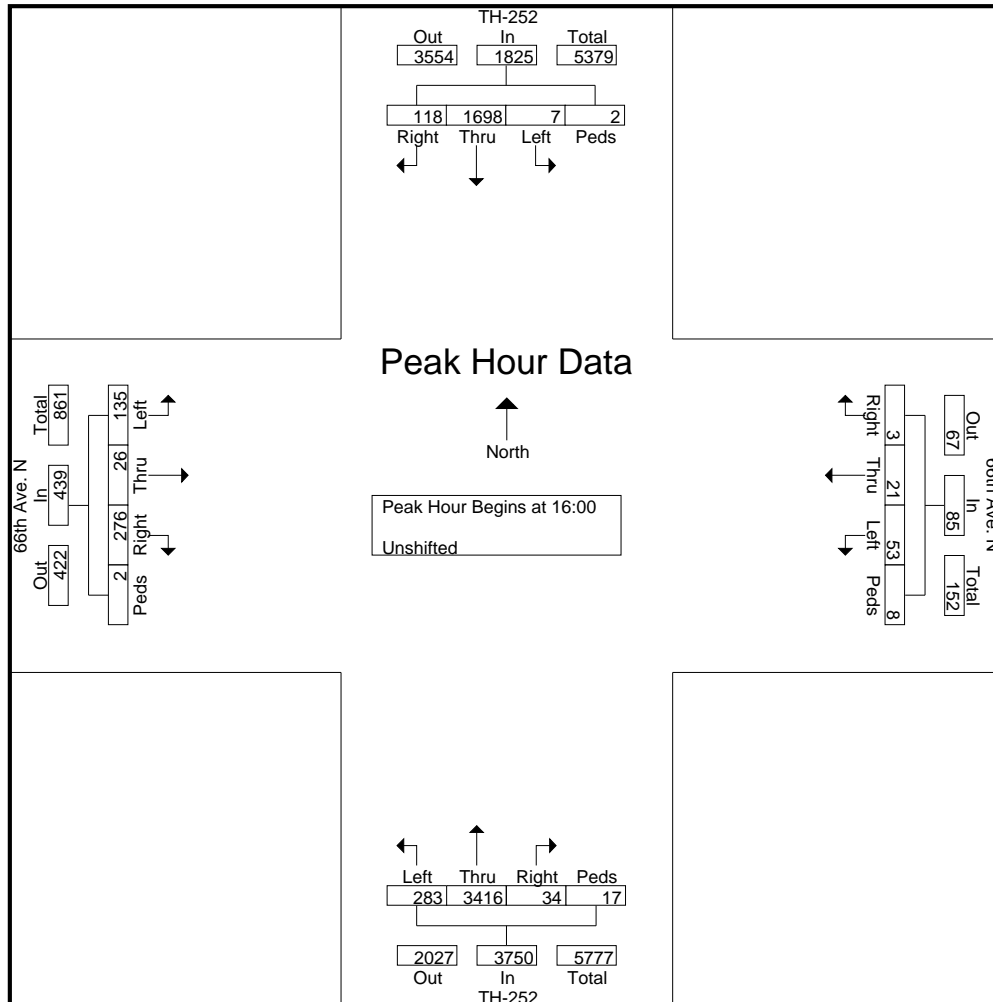 TH-252
Out In Total
3554 1825 5379
118 1698 7 2
Right Thru Left Peds
Peak Hour Data
North
Peak Hour Begins at 16:00
Unshifted
66th Ave. N
Total In Out
861 439 422
135 26 276 2
Left Thru Right Peds
Right Thru Left Peds
3 21 53 8
Out In Total
67 85 152
66th Ave. N
Left Thru Right Peds
283 3416 34 17
2027 3750 5777
Out In Total
TH-252